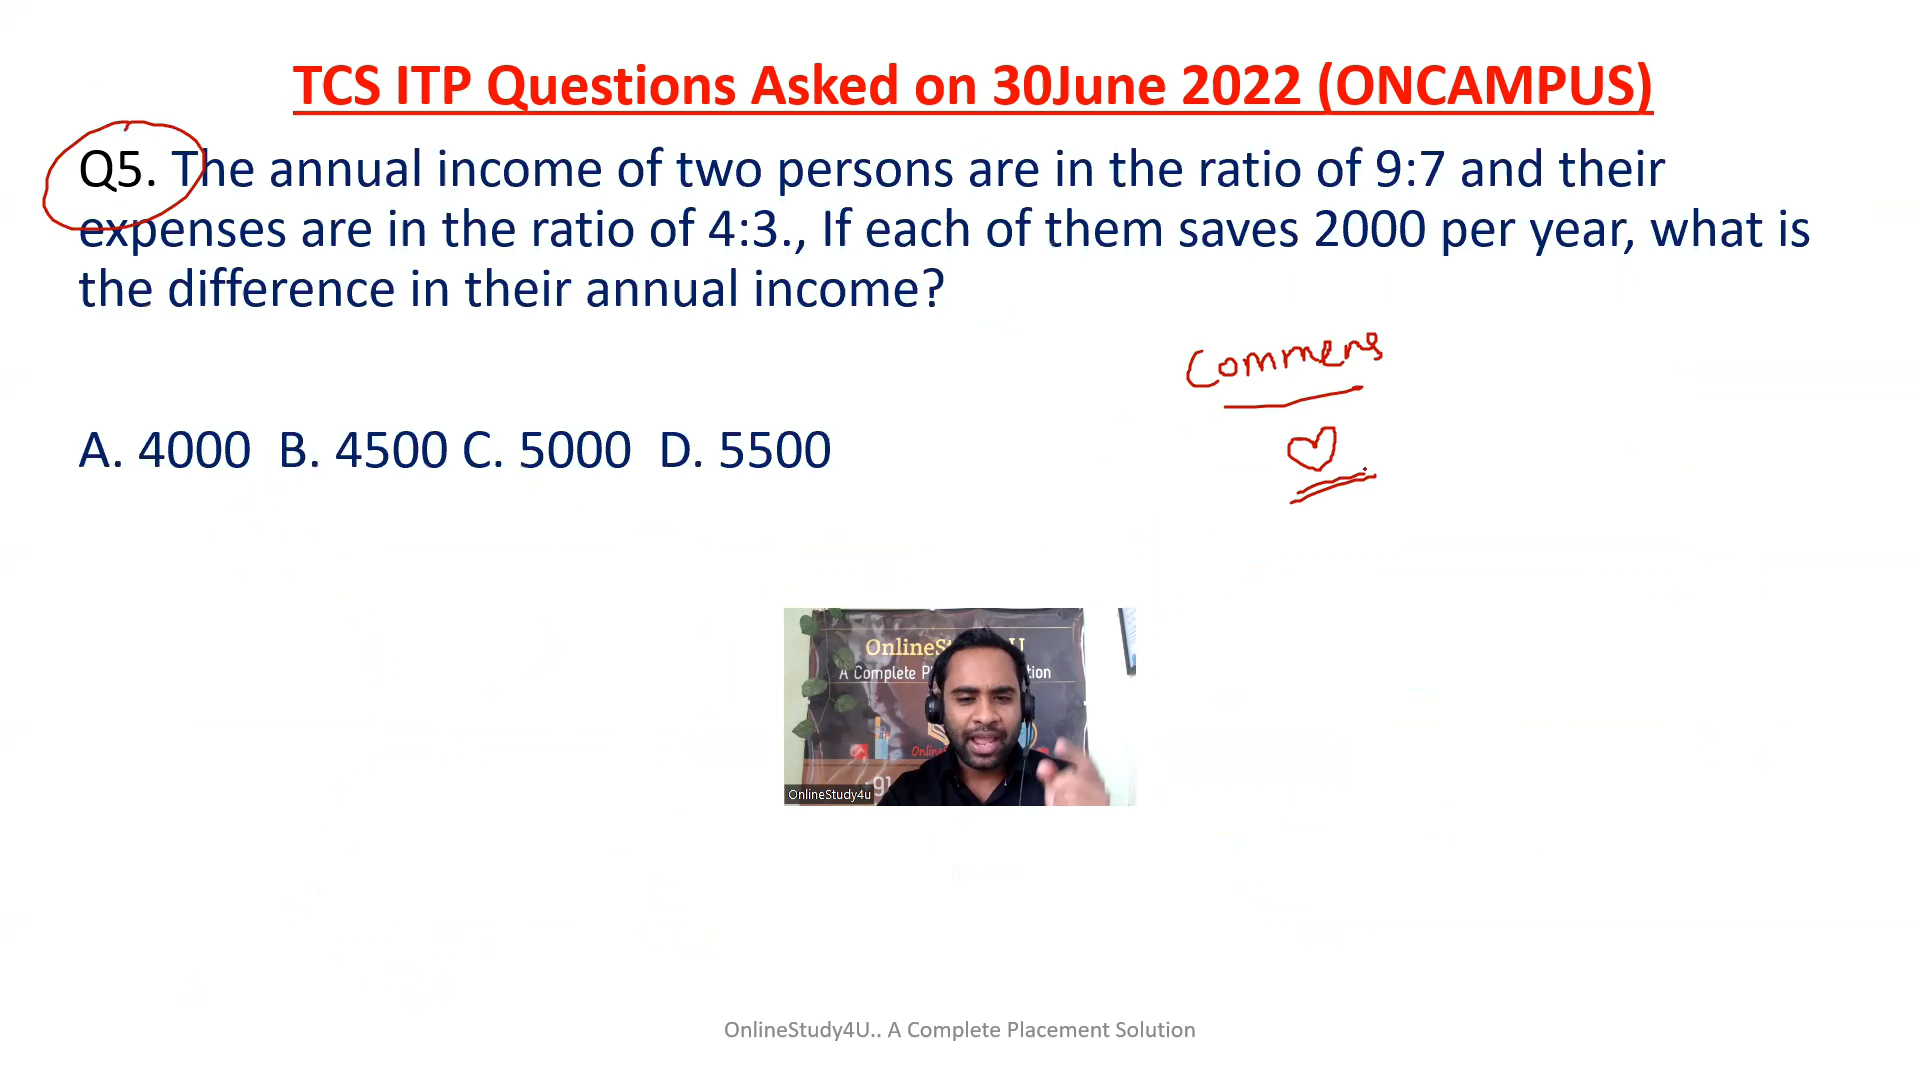 TCS ITP Questions Asked on 30June 2022 (ONCAMPUS)
Q5. The annual income of two persons are in the ratio of 9:7 and their
expenses are in the ratio of 4:3., If each of them saves 2000 per year, what is
the difference in their annual income?
A. 4000 B. 4500 C. 5000 D. 5500
OnlineStudy4u
OnlineStudy4U.. A Complete Placement Solution